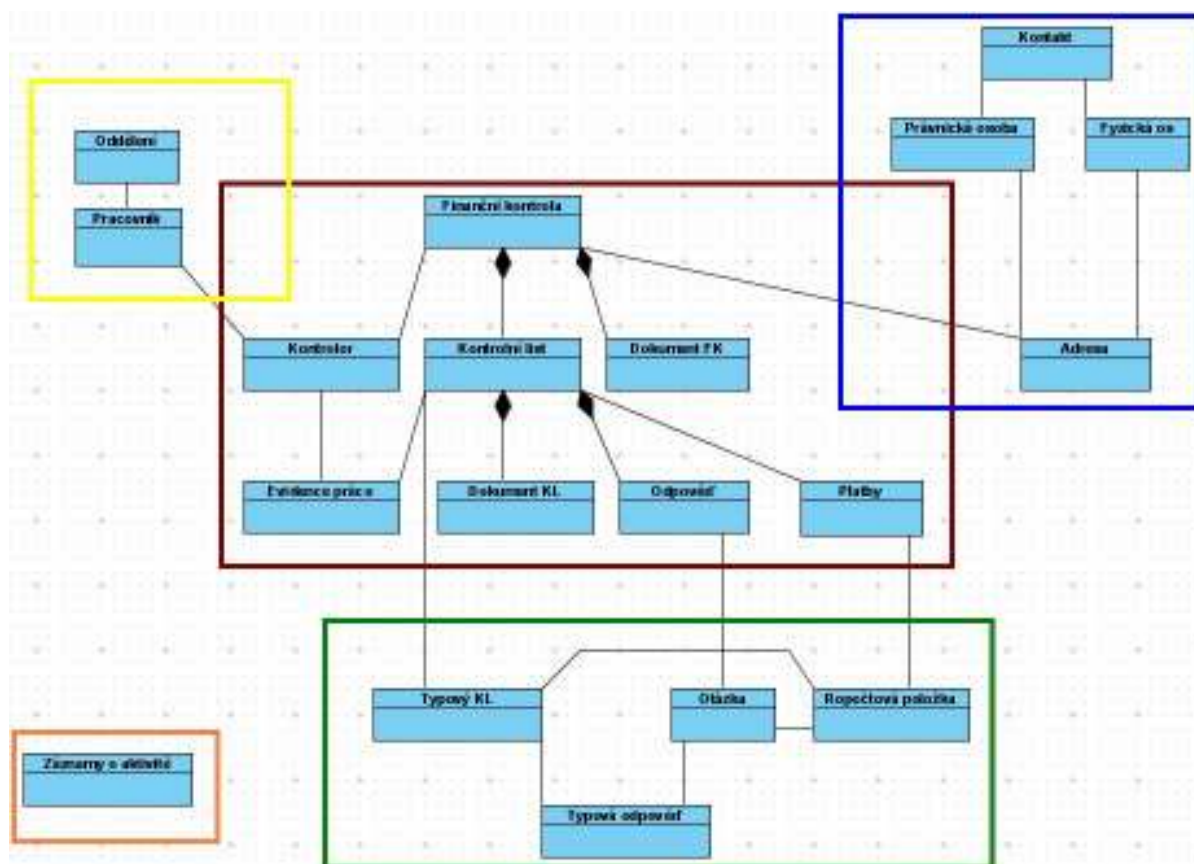 Kontakt
Oddělení
Právnická osoba
Fyzická os
Pracovník
Finanční kontrola
Kontrolor
Kontrolní list
Dokument FK
Adresa
Evidence práce
Dokument KL
Odpověď
Platby
Typový KL
Otázka
Ropočtová položka
Záznamy o aktivitě
Typová odpověď